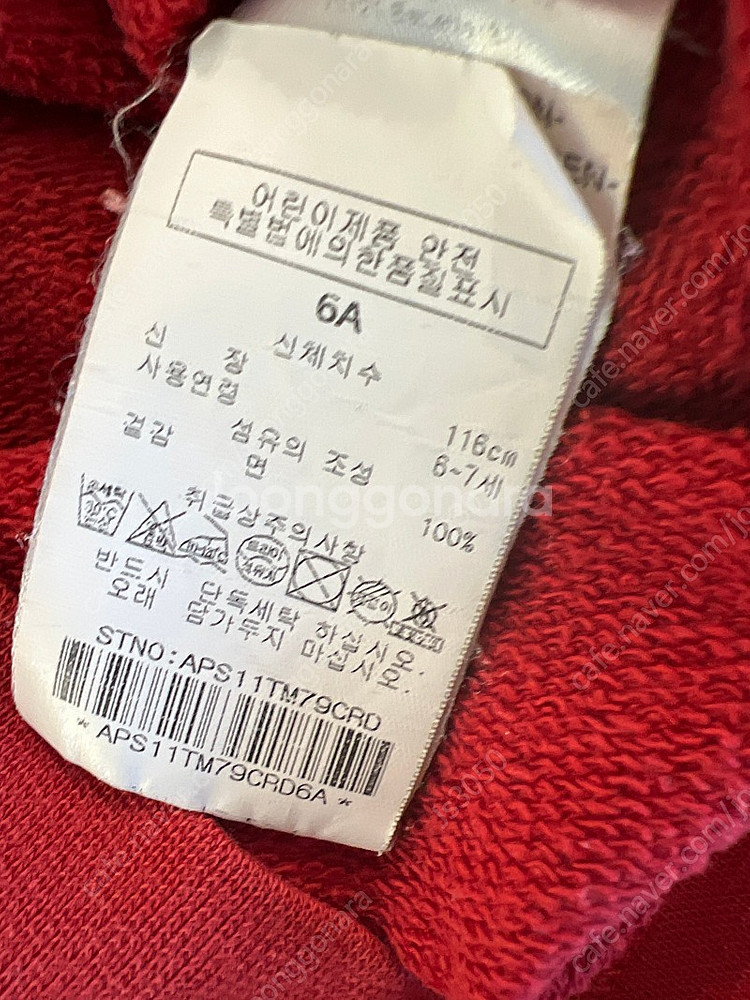 어린이제품 안전
특별법에의한품질표시
6A
신체치수
신 장 116cm
사용연령 6~7세
섬유의 조성
겉감 면 100%
취급상주의사항
반드시 단독세탁 하십시오.
오래 담가두지 마십시오.
STNO:APS11TM79CRD
* APS11TM79CRD6A *
joonggonara